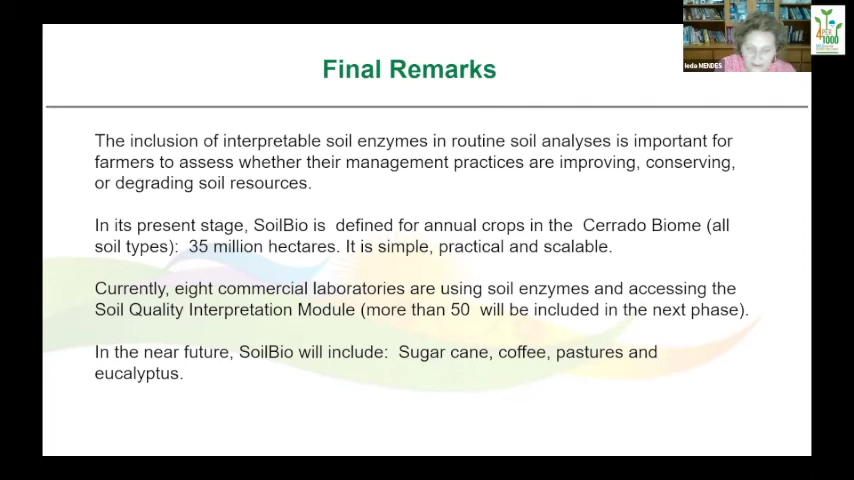 Final Remarks
The inclusion of interpretable soil enzymes in routine soil analyses is important for
farmers to assess whether their management practices are improving, conserving,
or degrading soil resources.
In its present stage, SoilBio is defined for annual crops in the Cerrado Biome (all
soil types): 35 million hectares. It is simple, practical and scalable.
Currently, eight commercial laboratories are using soil enzymes and accessing the
Soil Quality Interpretation Module (more than 50 will be included in the next phase).
In the near future, SoilBio will include: Sugar cane, coffee, pastures and
eucalyptus.
Ieda MENDES
4 PER
1000